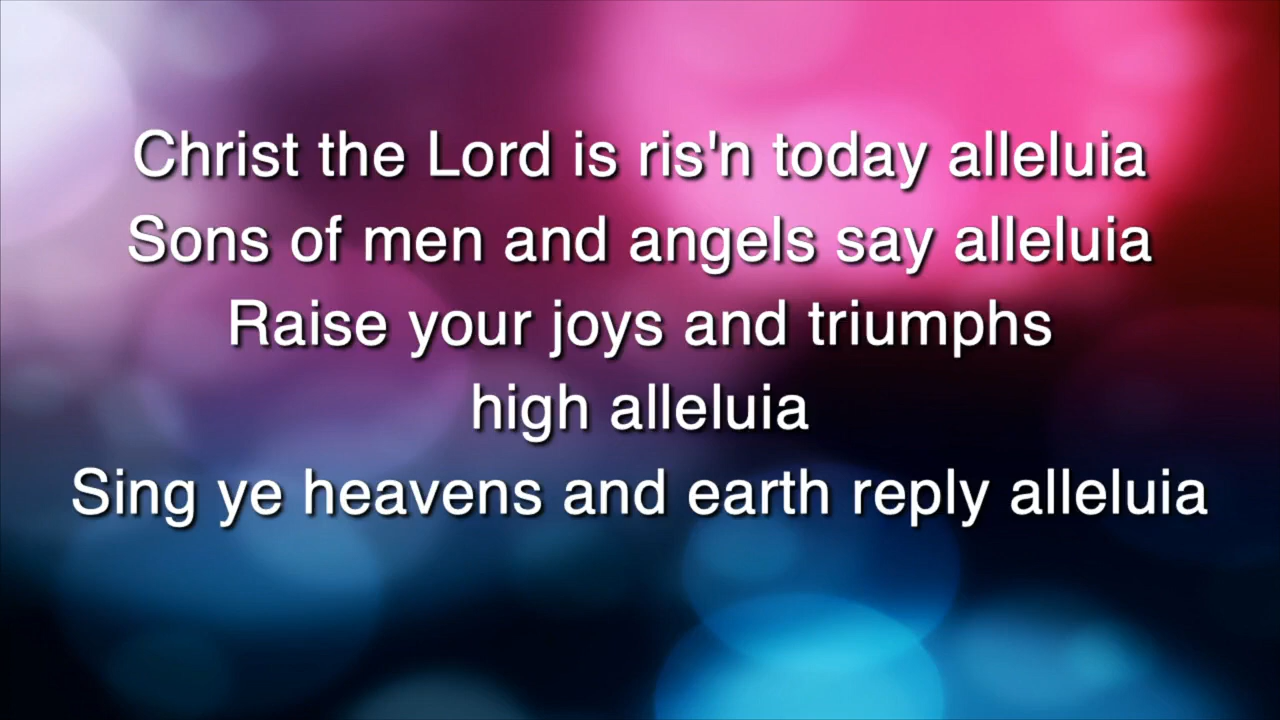 Christ the Lord is ris'n today alleluia
Sons of men and angels say alleluia
Raise your joys and triumphs
high alleluia
Sing ye heavens and earth reply alleluia